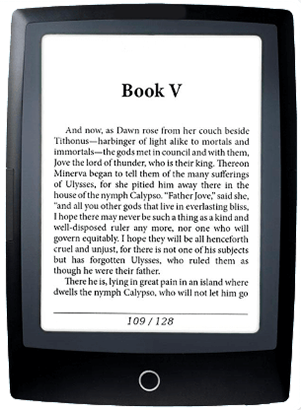 Book V
And now, as Dawn rose from her couch beside
Tithonus—harbinger of light alike to mortals and
immortals—the gods met in council and with them,
Jove the lord of thunder, who is their king. Thereon
Minerva began to tell them of the many sufferings
of Ulysses, for she pitied him away there in the
house of the nymph Calypso. "Father Jove," said she,
"and all you other gods that live in everlasting bliss,
I hope there may never be such a thing as a kind and
well-disposed ruler any more, nor one who will
govern equitably. I hope they will be all henceforth
cruel and unjust, for there is not one of his subjects
but has forgotten Ulysses, who ruled them as
though he were their father.
There he is, lying in great pain in an island where
dwells the nymph Calypso, who will not let him go
109 / 128